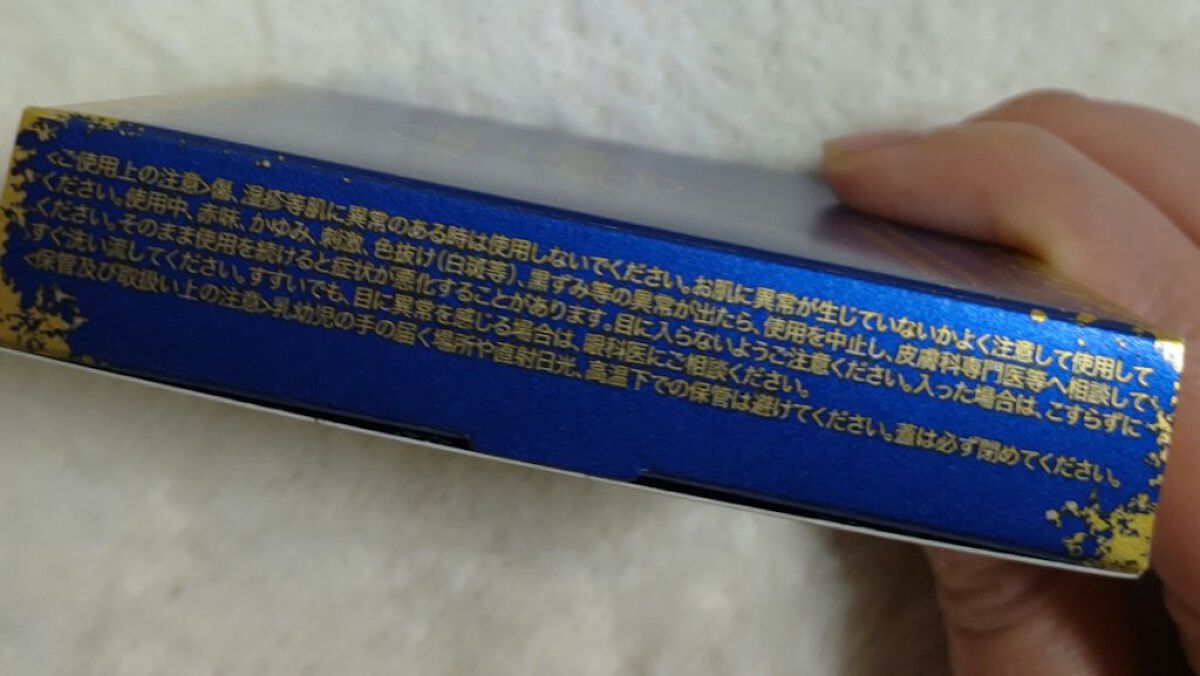 <ご使用上の注意>傷、湿疹等肌に異常のある時は使用しないでください。お肌に異常が生じていないかよく注意して使用して
ください。使用中、赤味、かゆみ、刺激、色抜け(白斑等)、黒ずみ等の異常が出たら、使用を中止し、皮膚科専門医等へ相談して
ください。そのまま使用を続けると症状が悪化することがあります。目に入らないようご注意ください。入った場合は、こすらずに
すぐ洗い流してください。すすいでも、目に異常を感じる場合は、眼科医にご相談ください。
<保管及び取扱い上の注意>乳幼児の手の届く場所や直射日光、高温下での保管は避けてください。蓋は必ず閉めてください。